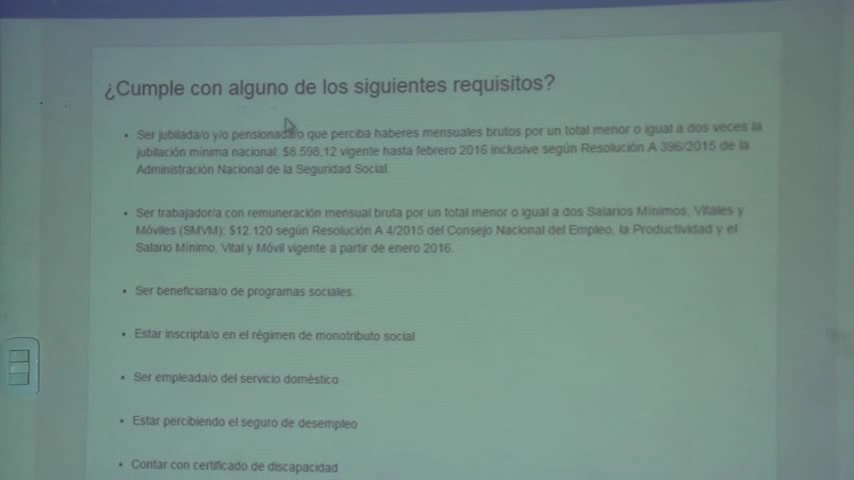 ¿Cumple con alguno de los siguientes requisitos?
• Ser jubilada/o y/o pensionada/o que perciba haberes mensuales brutos por un total menor o igual a dos veces la
jubilación mínima nacional: $8.598,12 vigente hasta febrero 2016 inclusive según Resolución A 396/2015 de la
Administración Nacional de la Seguridad Social.
• Ser trabajador/a con remuneración mensual bruta por un total menor o igual a dos Salarios Mínimos, Vitales y
Móviles (SMVM): $12.120 según Resolución A 4/2015 del Consejo Nacional del Empleo, la Productividad y el
Salario Mínimo, Vital y Móvil vigente a partir de enero 2016.
• Ser beneficiaria/o de programas sociales.
• Estar inscripta/o en el régimen de monotributo social
• Ser empleada/o del servicio doméstico
• Estar percibiendo el seguro de desempleo
• Contar con certificado de discapacidad